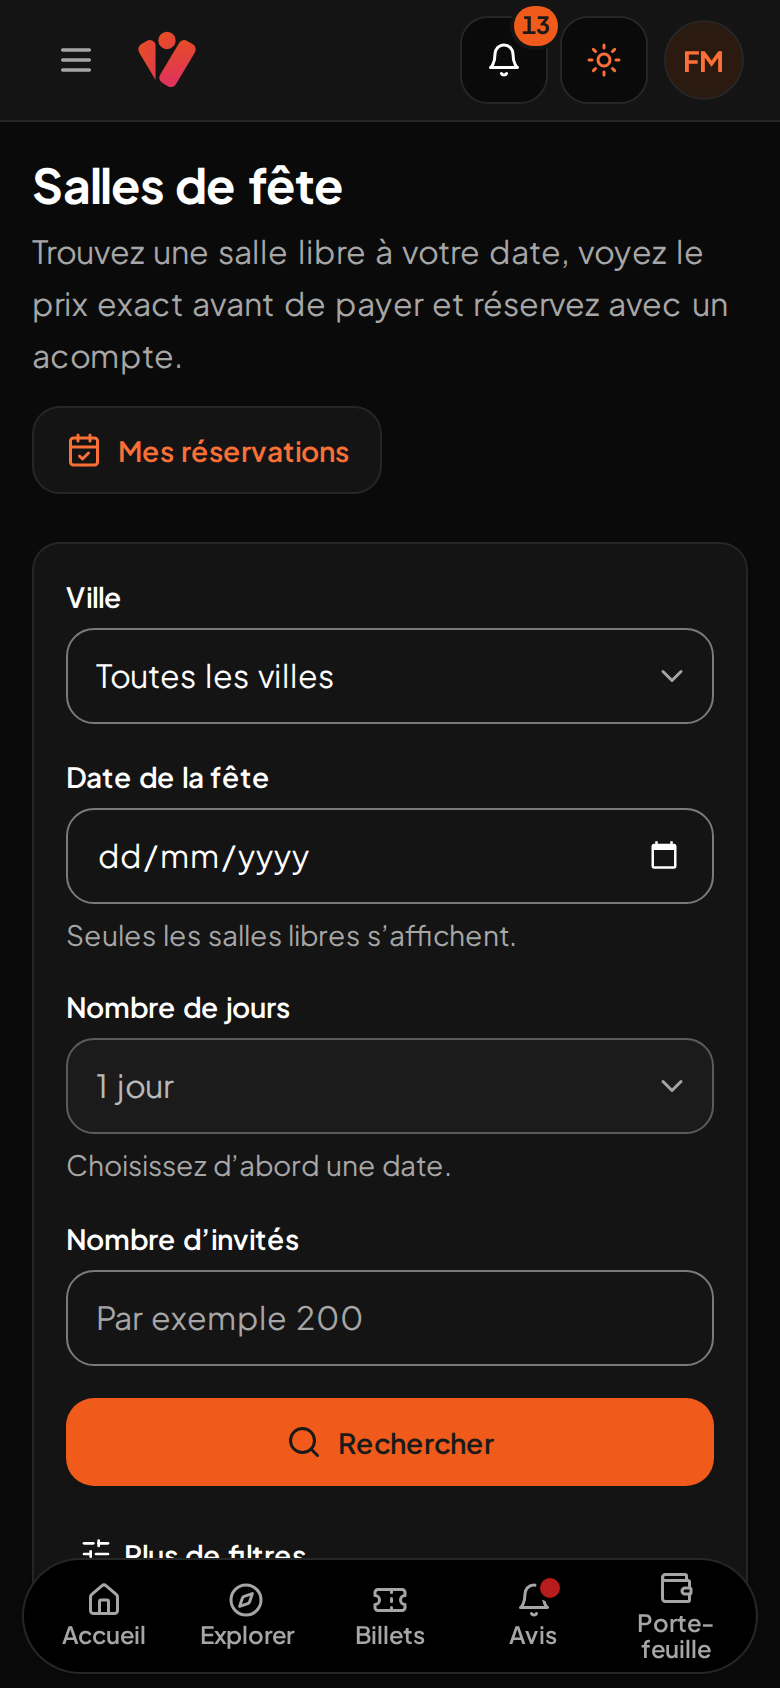 13
FM
Salles de fête
Trouvez une salle libre à votre date, voyez le
prix exact avant de payer et réservez avec un
acompte.
Mes réservations
Ville
Toutes les villes
Date de la fête
dd/mm/yyyy
Seules les salles libres s’affichent.
Nombre de jours
1 jour
Choisissez d’abord une date.
Nombre d’invités
Par exemple 200
Rechercher
Plus de filtres
Accueil
Explorer
Billets
Avis
Porte-
feuille